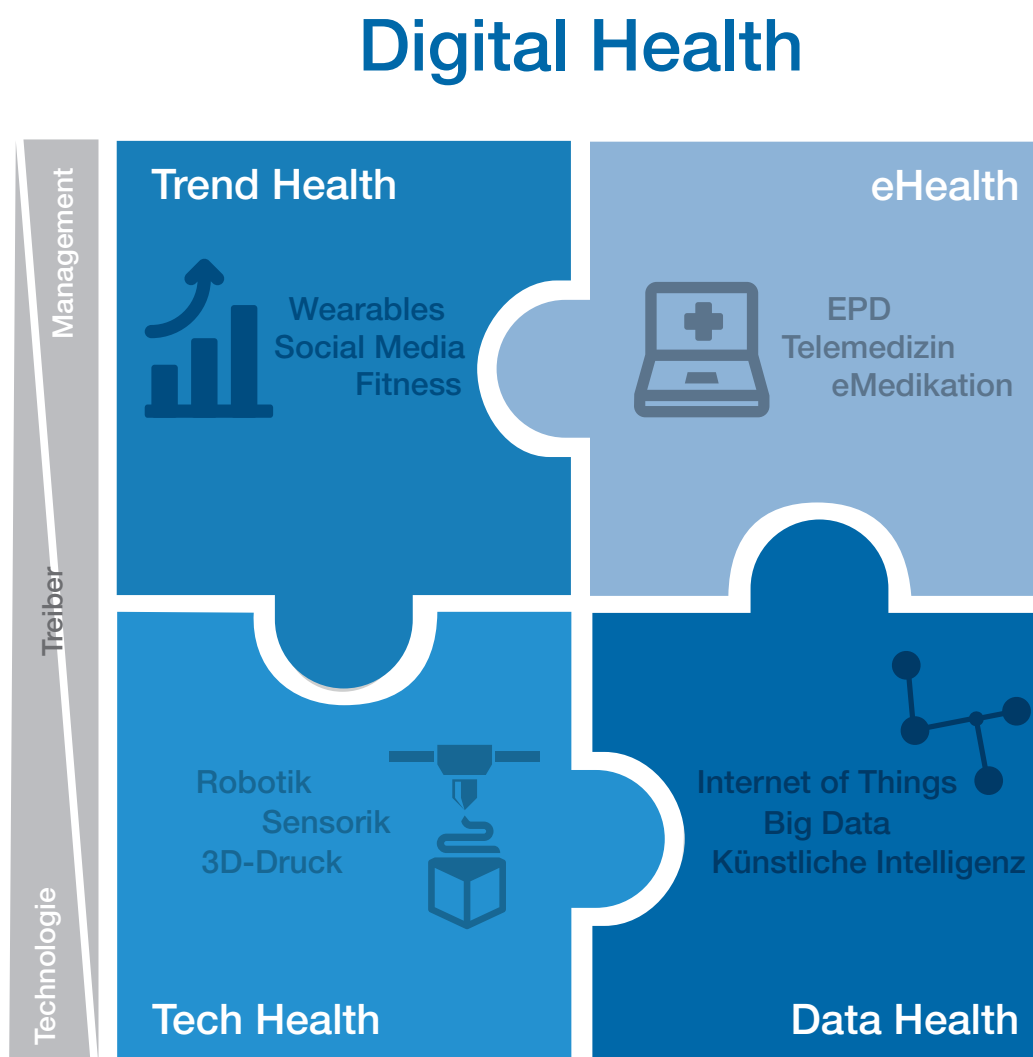 Digital Health
Management
Treiber
Technologie
Trend Health
Wearables
Social Media
Fitness
eHealth
EPD
Telemedizin
eMedikation
Robotik
Sensorik
3D-Druck
Tech Health
Internet of Things
Big Data
Künstliche Intelligenz
Data Health